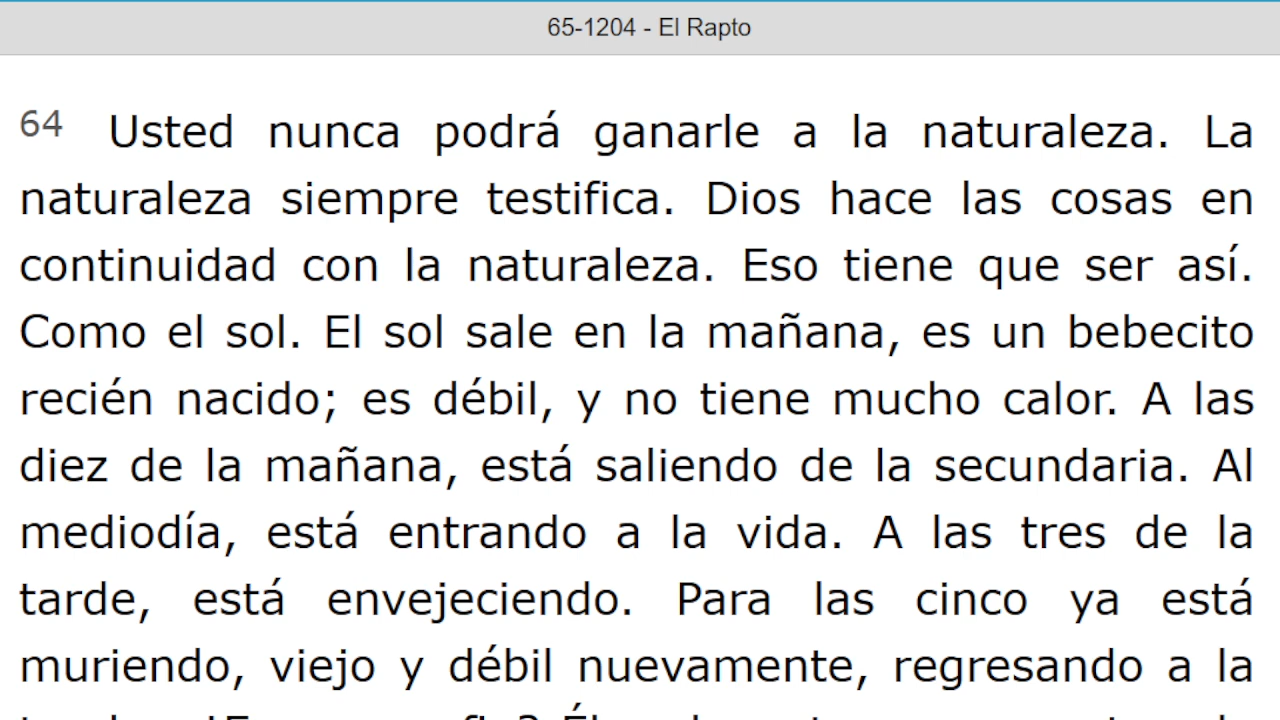 65-1204 - El Rapto
64 Usted nunca podrá ganarle a la naturaleza. La
naturaleza siempre testifica. Dios hace las cosas en
continuidad con la naturaleza. Eso tiene que ser así.
Como el sol. El sol sale en la mañana, es un bebecito
recién nacido; es débil, y no tiene mucho calor. A las
diez de la mañana, está saliendo de la secundaria. Al
mediodía, está entrando a la vida. A las tres de la
tarde, está envejeciendo. Para las cinco ya está
muriendo, viejo y débil nuevamente, regresando a la